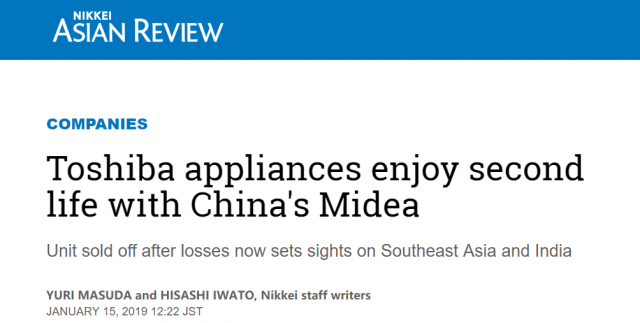 NIKKEI
ASIAN REVIEW
COMPANIES
Toshiba appliances enjoy second
life with China's Midea
Unit sold off after losses now sets sights on Southeast Asia and India
YURI MASUDA and HISASHI IWATO, Nikkei staff writers
JANUARY 15, 2019 12:22 JST